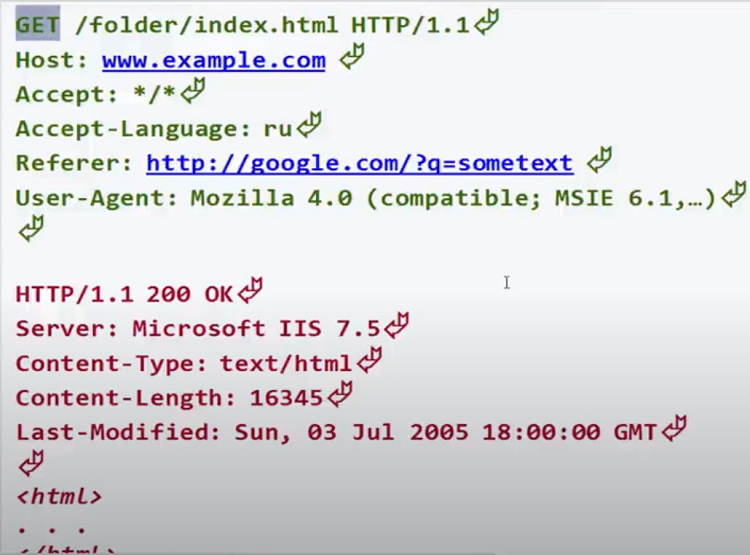 GET /folder/index.html HTTP/1.1
Host: www.example.com
Accept: */*
Accept-Language: ru
Referer: http://google.com/?q=sometext
User-Agent: Mozilla 4.0 (compatible; MSIE 6.1,…)
HTTP/1.1 200 OK
Server: Microsoft IIS 7.5
Content-Type: text/html
Content-Length: 16345
Last-Modified: Sun, 03 Jul 2005 18:00:00 GMT
<html>
. . .
</html>